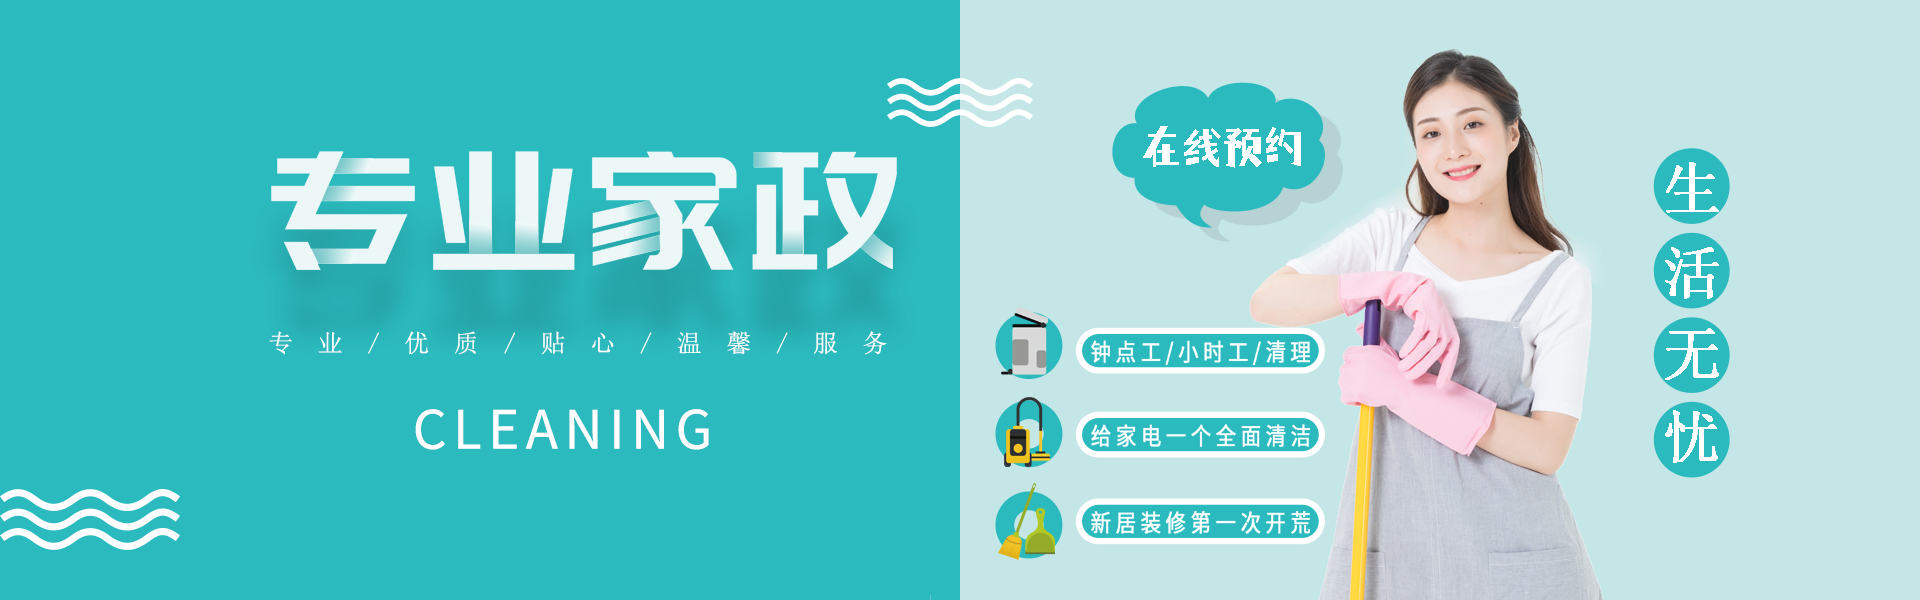 专业家政
专业/优质/贴心/温馨/服务
CLEANING
在线预约
钟点工/小时工/清理
给家电一个全面清洁
新居装修第一次开荒
生活无忧